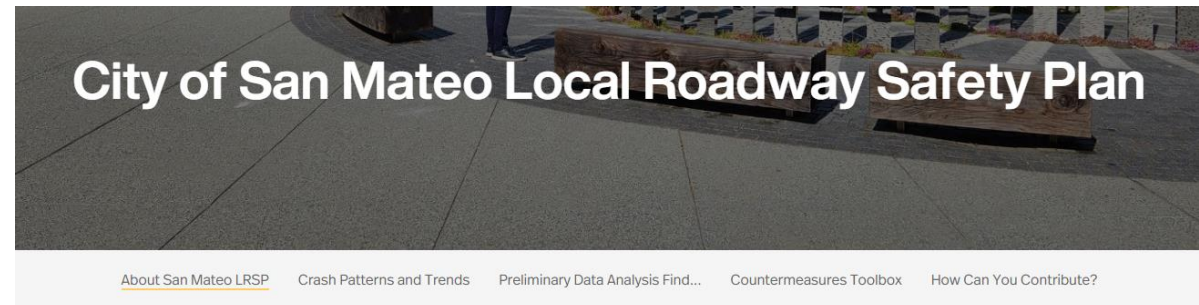 City of San Mateo Local Roadway Safety Plan
About San Mateo LRSP Crash Patterns and Trends Preliminary Data Analysis Find... Countermeasures Toolbox How Can You Contribute?